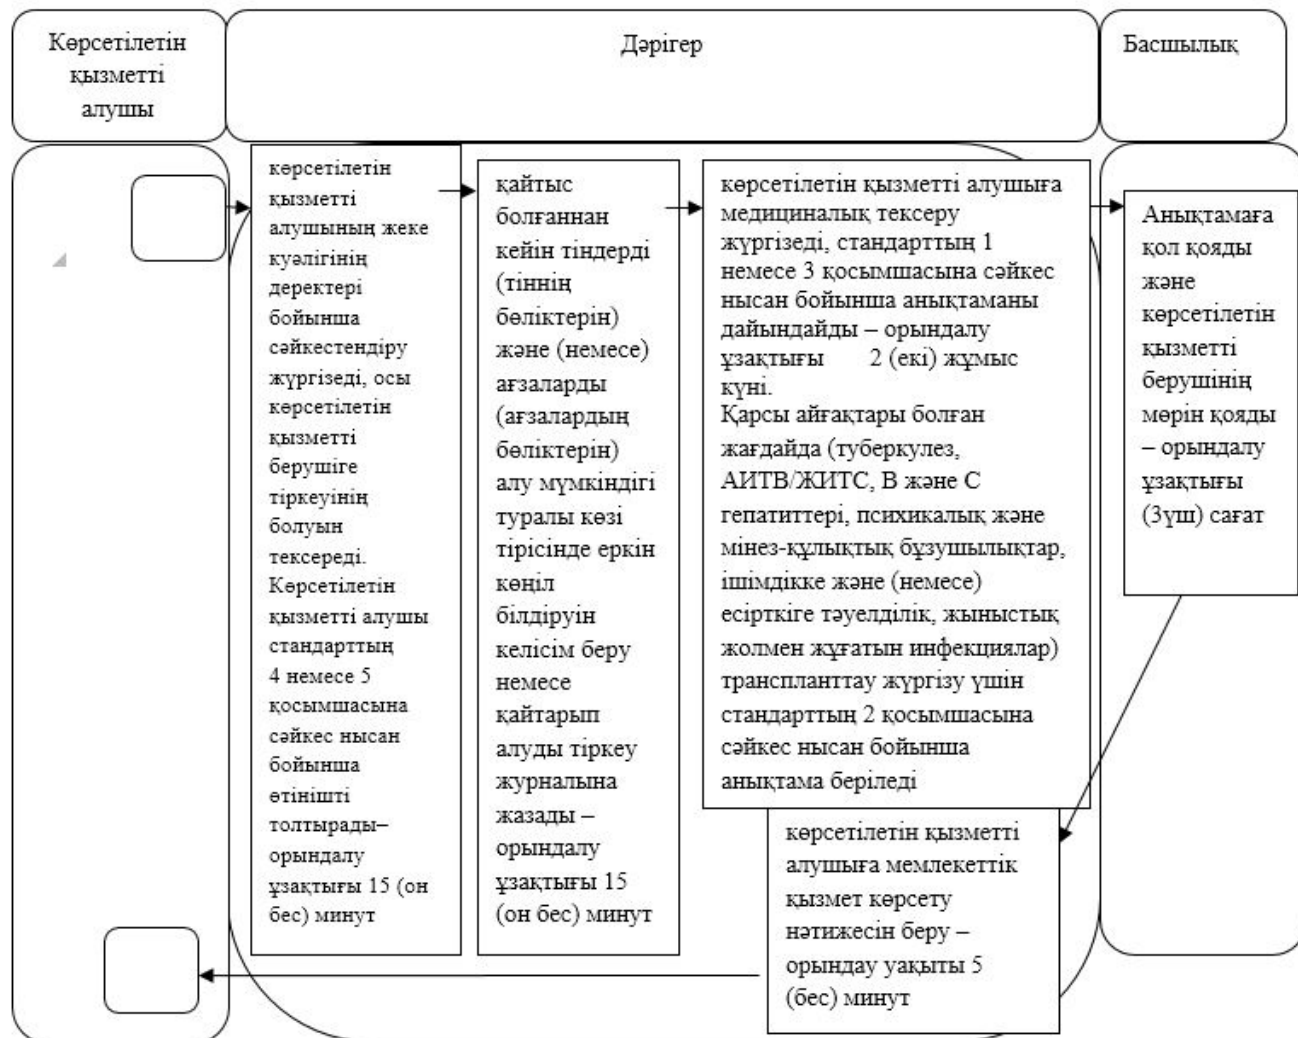 Көрсетілетін
қызметті
алушы
Дәрігер
Басшылық
көрсетілетін
қызметті
алушының жеке
куәлігінің
деректері
бойынша
сәйкестендіру
жүргізеді, осы
көрсетілетін
қызметті
берушіге
тіркеуінің
болуын
тексереді.
Көрсетілетін
қызметті алушы
стандарттың
4 немесе 5
қосымшасына
сәйкес нысан
бойынша
өтінішті
толтырады–
орындалу
ұзақтығы 15 (он
бес) минут
қайтыс
болғаннан
кейін тіндерді
(тіннің
бөліктерін)
және (немесе)
ағзаларды
(ағзалардың
бөліктерін)
алу мүмкіндігі
туралы көзі
тірісінде еркін
көңіл
білдіруін
келісім беру
немесе
қайтарып
алуды тіркеу
журналына
жазады –
орындалу
ұзақтығы 15
(он бес) минут
көрсетілетін қызметті алушыға
медициналық тексеру
жүргізеді, стандарттың 1
немесе 3 қосымшасына сәйкес
нысан бойынша анықтаманы
дайындайды – орындалу
ұзақтығы 2 (екі) жұмыс
күні.
Қарсы айғақтары болған
жағдайда (туберкулез,
АИТВ/ЖИТС, В және С
гепатиттері, психикалық және
мінез-құлықтық бұзушылықтар,
ішімдікке және (немесе)
есірткіге тәуелділік, жыныстық
жолмен жұғатын инфекциялар)
транспланттау жүргізу үшін
стандарттың 2 қосымшасына
сәйкес нысан бойынша
анықтама беріледі
Анықтамаға
қол қояды
және
көрсетілетін
қызметті
берушінің
мөрін қояды
– орындалу
ұзақтығы
(3үш) сағат
көрсетілетін қызметті
алушыға мемлекеттік
қызмет көрсету
нәтижесін беру –
орындау уақыты 5
(бес) минут